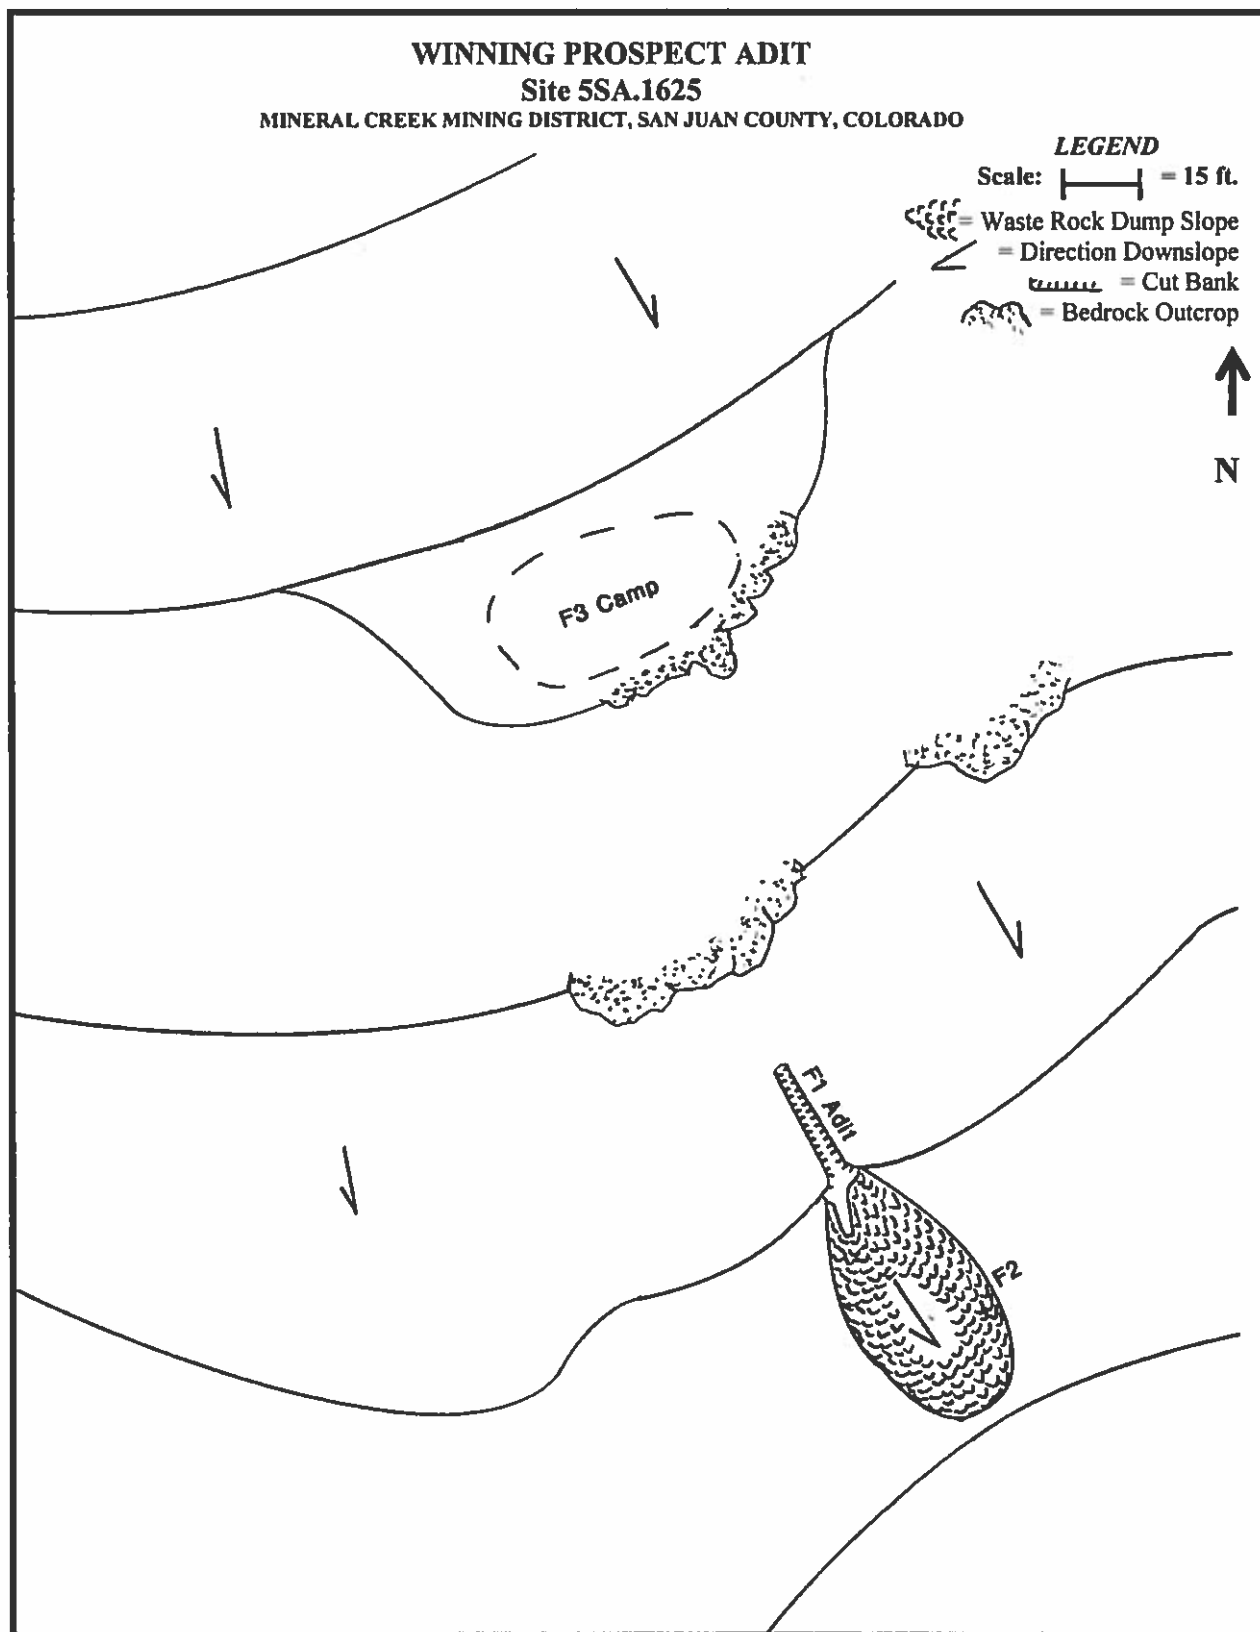 WINNING PROSPECT ADIT
Site 5SA.1625
MINERAL CREEK MINING DISTRICT, SAN JUAN COUNTY, COLORADO
LEGEND
Scale: = 15 ft.
= Waste Rock Dump Slope
= Direction Downslope
= Cut Bank
= Bedrock Outcrop
N
F3 Camp
F1 Adit
F2